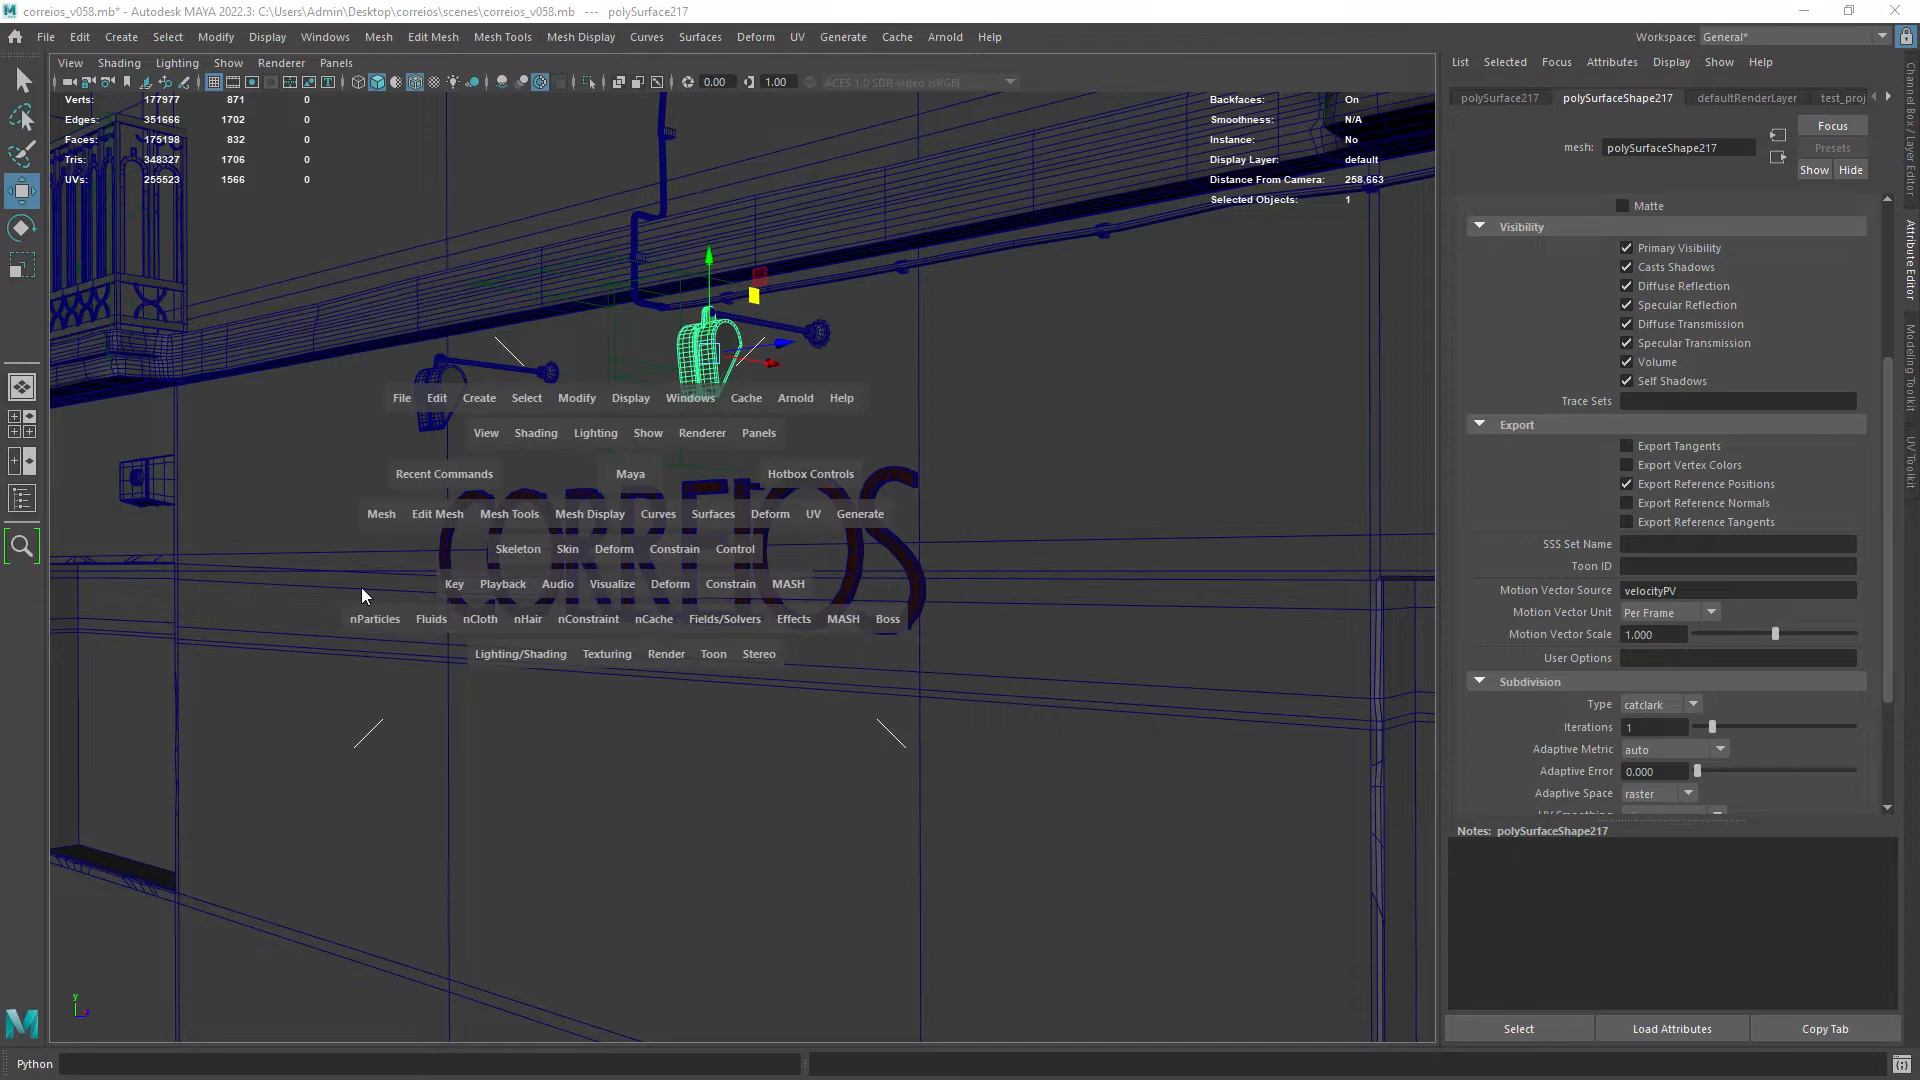 correios_v058.mb* - Autodesk MAYA 2022.3: C:\Users\Admin\Desktop\correios\scenes\correios_v058.mb --- polySurface217
File Edit Create Select Modify Display Windows Mesh Edit Mesh Mesh Tools Mesh Display Curves Surfaces Deform UV Generate Cache Arnold Help Workspace: General*
View Shading Lighting Show Renderer Panels
List Selected Focus Attributes Display Show Help
0.00 1.00 ACES 1.0 SDR-video (sRGB)
polySurface217 polySurfaceShape217 defaultRenderLayer test_proj
Verts: 177977 871 0
Edges: 351666 1702 0
Faces: 175198 832 0
Tris: 348327 1706 0
UVs: 255523 1566 0
Backfaces: On
Smoothness: N/A
Instance: No
Display Layer: default
Distance From Camera: 258.663
Selected Objects: 1
Focus
mesh: polySurfaceShape217 Presets
Show Hide
Matte
Visibility
Primary Visibility
Casts Shadows
Diffuse Reflection
Specular Reflection
Diffuse Transmission
Specular Transmission
Volume
Self Shadows
Trace Sets
Export
Export Tangents
Export Vertex Colors
Export Reference Positions
Export Reference Normals
Export Reference Tangents
SSS Set Name
Toon ID
Motion Vector Source velocityPV
Motion Vector Unit Per Frame
Motion Vector Scale 1.000
User Options
Subdivision
Type catclark
Iterations 1
Adaptive Metric auto
Adaptive Error 0.000
Adaptive Space raster
Notes: polySurfaceShape217
Select Load Attributes Copy Tab
Channel Box / Layer Editor
Attribute Editor
Modeling Toolkit
UV Toolkit
File Edit Create Select Modify Display Windows Cache Arnold Help
View Shading Lighting Show Renderer Panels
Recent Commands Maya Hotbox Controls
CORREIOS
Mesh Edit Mesh Mesh Tools Mesh Display Curves Surfaces Deform UV Generate
Skeleton Skin Deform Constrain Control
Key Playback Audio Visualize Deform Constrain MASH
nParticles Fluids nCloth nHair nConstraint nCache Fields/Solvers Effects MASH Boss
Lighting/Shading Texturing Render Toon Stereo
y
z
Python